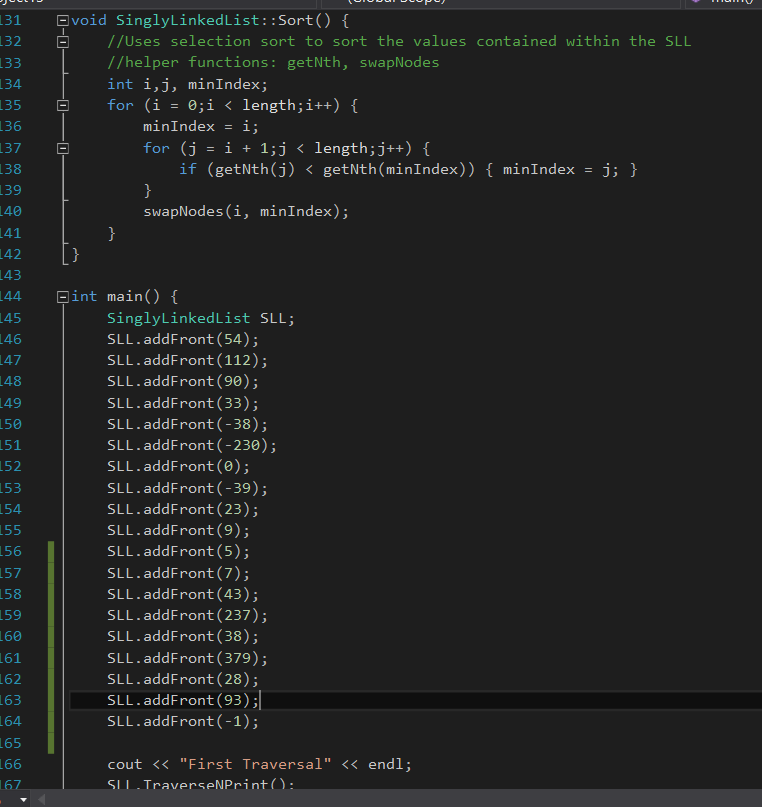 131 void SinglyLinkedList::Sort() {
132 //Uses selection sort to sort the values contained within the SLL
133 //helper functions: getNth, swapNodes
134 int i,j, minIndex;
135 for (i = 0;i < length;i++) {
136 minIndex = i;
137 for (j = i + 1;j < length;j++) {
138 if (getNth(j) < getNth(minIndex)) { minIndex = j; }
139 }
140 swapNodes(i, minIndex);
141 }
142 }
143
144 int main() {
145 SinglyLinkedList SLL;
146 SLL.addFront(54);
147 SLL.addFront(112);
148 SLL.addFront(90);
149 SLL.addFront(33);
150 SLL.addFront(-38);
151 SLL.addFront(-230);
152 SLL.addFront(0);
153 SLL.addFront(-39);
154 SLL.addFront(23);
155 SLL.addFront(9);
156 SLL.addFront(5);
157 SLL.addFront(7);
158 SLL.addFront(43);
159 SLL.addFront(237);
160 SLL.addFront(38);
161 SLL.addFront(379);
162 SLL.addFront(28);
163 SLL.addFront(93);
164 SLL.addFront(-1);
165
166 cout << "First Traversal" << endl;
167 SLL.TraverseNPrint();